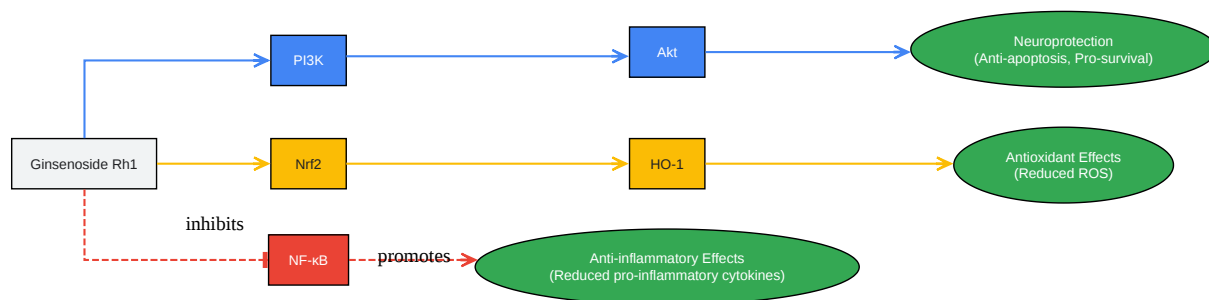 Neuroprotection
(Anti-apoptosis, Pro-survival)
PI3K
Akt
Ginsenoside Rh1
Nrf2
HO-1
Antioxidant Effects
(Reduced ROS)
inhibits
NF-κB
promotes
Anti-inflammatory Effects
(Reduced pro-inflammatory cytokines)